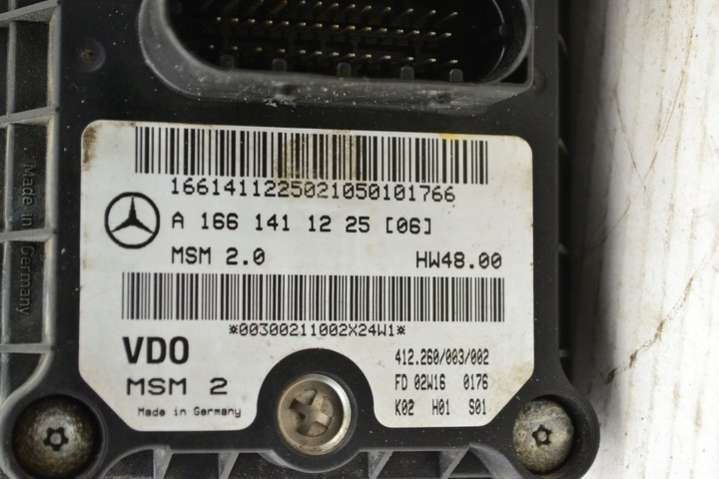 Made in Germany
16614112250210501017​66
A 166 141 12 25 [06]
MSM 2.0 HW48.00
*00300211002X24W1*
VDO 412.260/003/002
MSM 2 FD 02W16 0176
Made in Germany K02 H01 S01